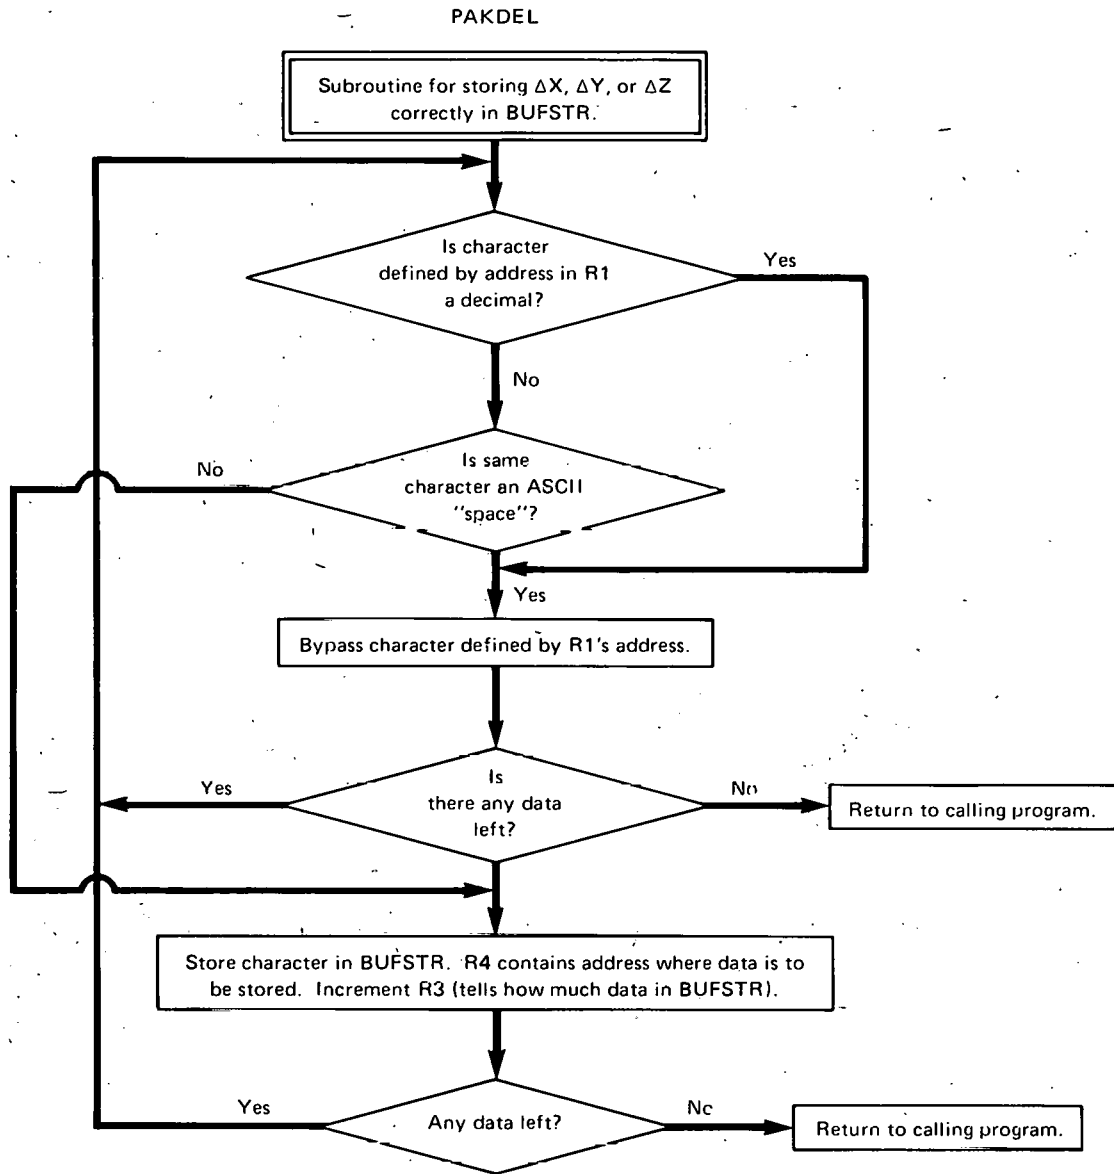 PAKDEL
Subroutine for storing ΔX, ΔY, or ΔZ
correctly in BUFSTR.
Is character
defined by address in R1
a decimal?
Yes
No
Is same
character an ASCII
"space"?
No
Yes
Bypass character defined by R1's address.
Is
there any data
left?
Yes
No
Return to calling program.
Store character in BUFSTR. R4 contains address where data is to
be stored. Increment R3 (tells how much data in BUFSTR).
Any data left?
Yes
No
Return to calling program.